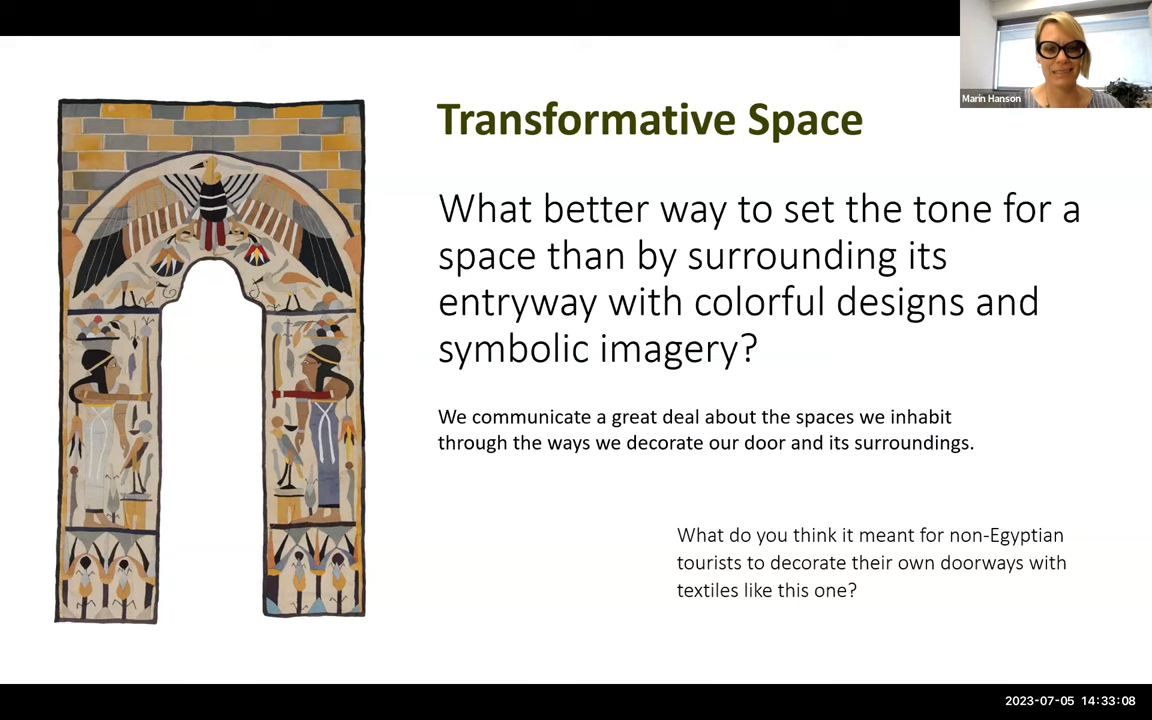 Marin Hanson
Transformative Space
What better way to set the tone for a
space than by surrounding its
entryway with colorful designs and
symbolic imagery?
We communicate a great deal about the spaces we inhabit
through the ways we decorate our door and its surroundings.
What do you think it meant for non-Egyptian
tourists to decorate their own doorways with
textiles like this one?
2023-07-05 14:33:08